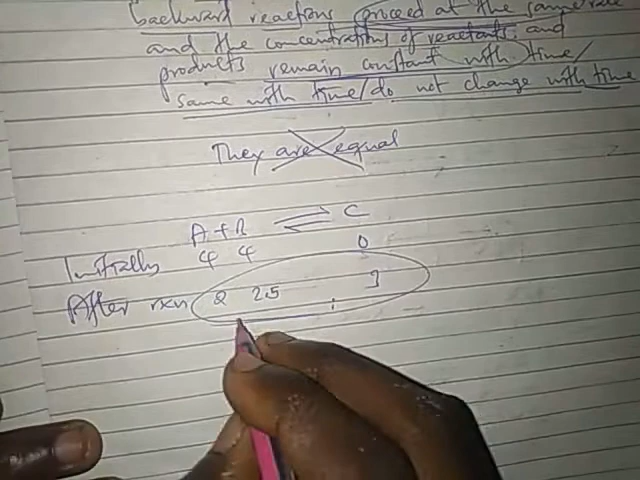 backward reactions proceed at the same rate
and the concentrations of reactants and
products remain constant with time/
same with time/do not change with time
They are equal
A + B ⇌ C
Initially 4 4 0
After rxn 2 2.5